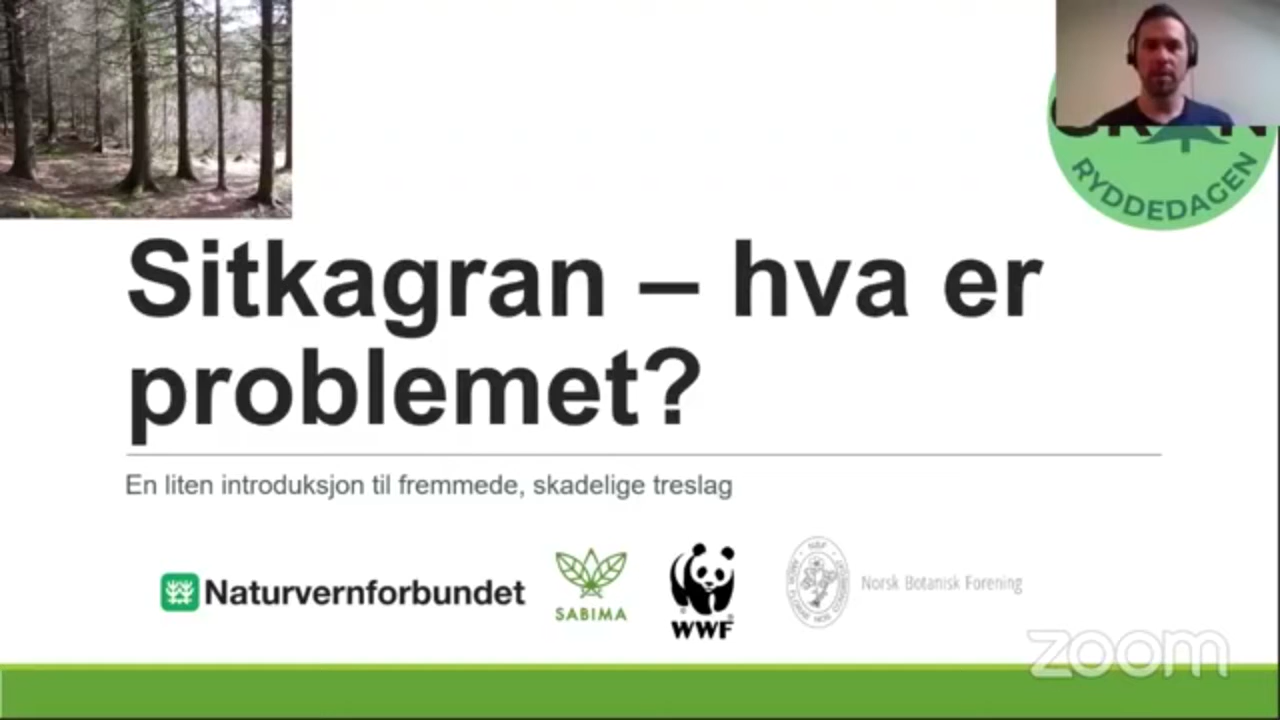 RYDDEDAGEN
Sitkagran – hva er
problemet?
En liten introduksjon til fremmede, skadelige treslag
Naturvernforbundet
SABIMA
WWF
Norsk Botanisk Forening
zoom